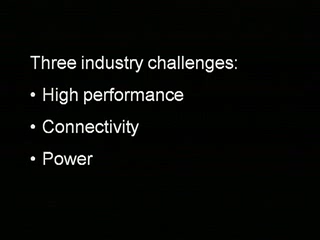 Three industry challenges:
• High performance
• Connectivity
• Power